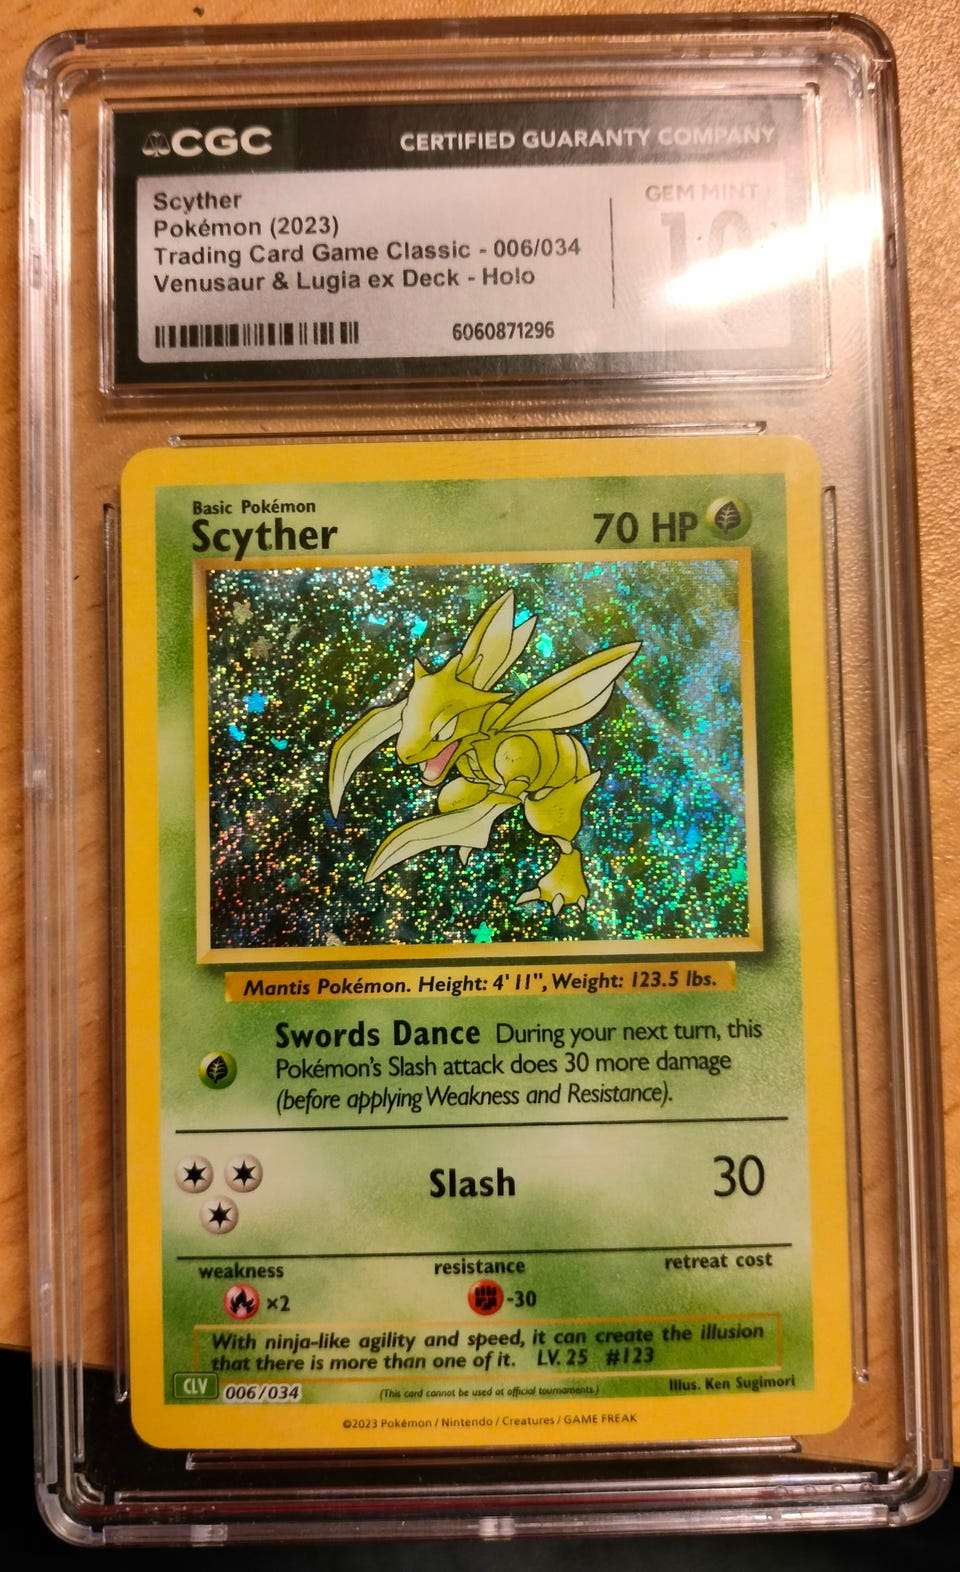 CGC
CERTIFIED GUARANTY COMPANY
Scyther
Pokémon (2023)
Trading Card Game Classic - 006/034
Venusaur & Lugia ex Deck - Holo
GEM MINT
10
6060871296
Basic Pokémon
Scyther
70 HP
Mantis Pokémon. Height: 4' 11", Weight: 123.5 lbs.
Swords Dance During your next turn, this
Pokémon's Slash attack does 30 more damage
(before applying Weakness and Resistance).
Slash 30
weakness resistance retreat cost
×2 -30
With ninja-like agility and speed, it can create the illusion
that there is more than one of it. LV. 25 #123
CLV 006/034 (This card cannot be used at official tournaments.) Illus. Ken Sugimori
©2023 Pokémon / Nintendo / Creatures / GAME FREAK